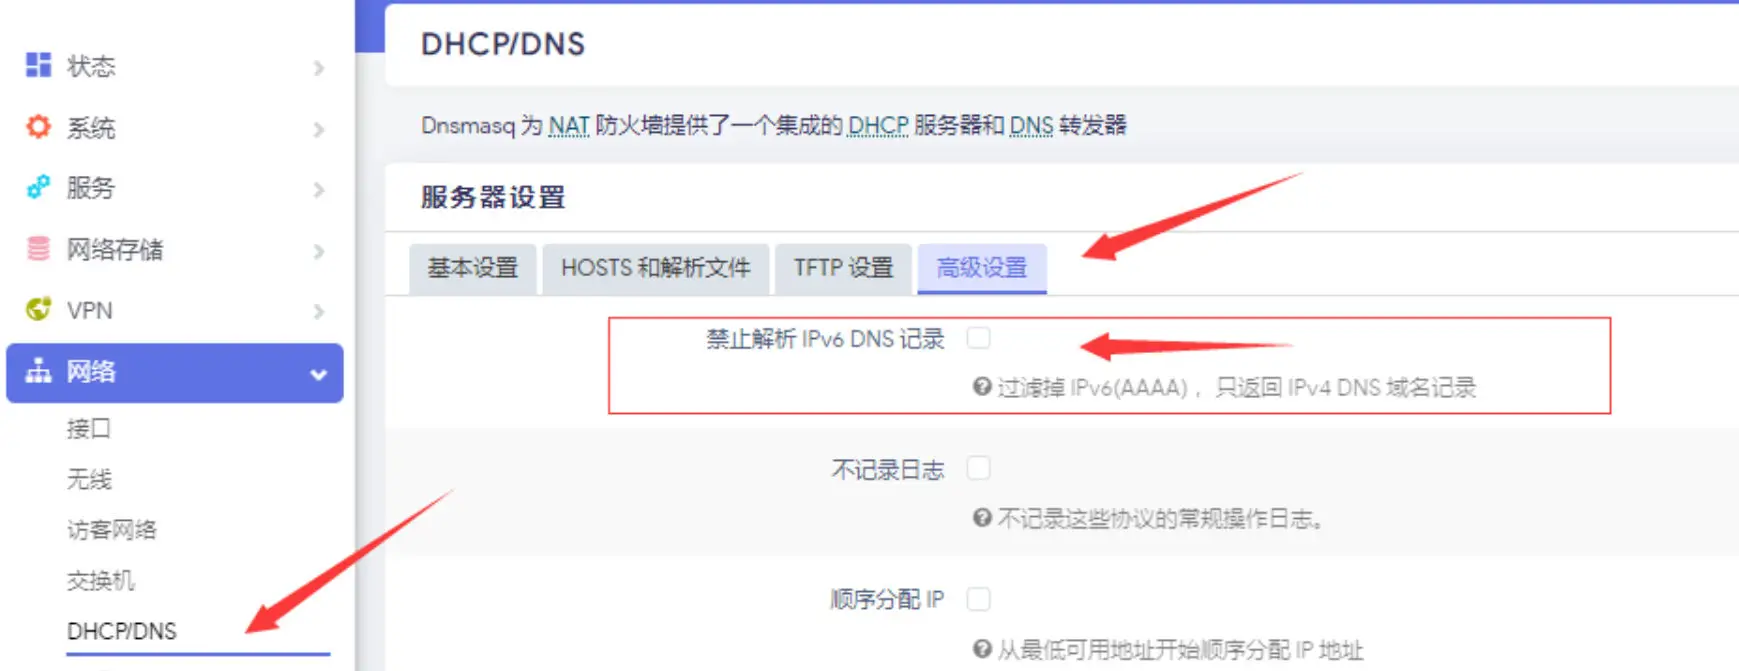 状态
系统
服务
网络存储
VPN
网络
接口
无线
访客网络
交换机
DHCP/DNS
DHCP/DNS
Dnsmasq 为 NAT 防火墙提供了一个集成的 DHCP 服务器和 DNS 转发器
服务器设置
基本设置 HOSTS 和解析文件 TFTP 设置 高级设置
禁止解析 IPv6 DNS 记录
过滤掉 IPv6(AAAA) ，只返回 IPv4 DNS 域名记录
不记录日志
不记录这些协议的常规操作日志。
顺序分配 IP
从最低可用地址开始顺序分配 IP 地址